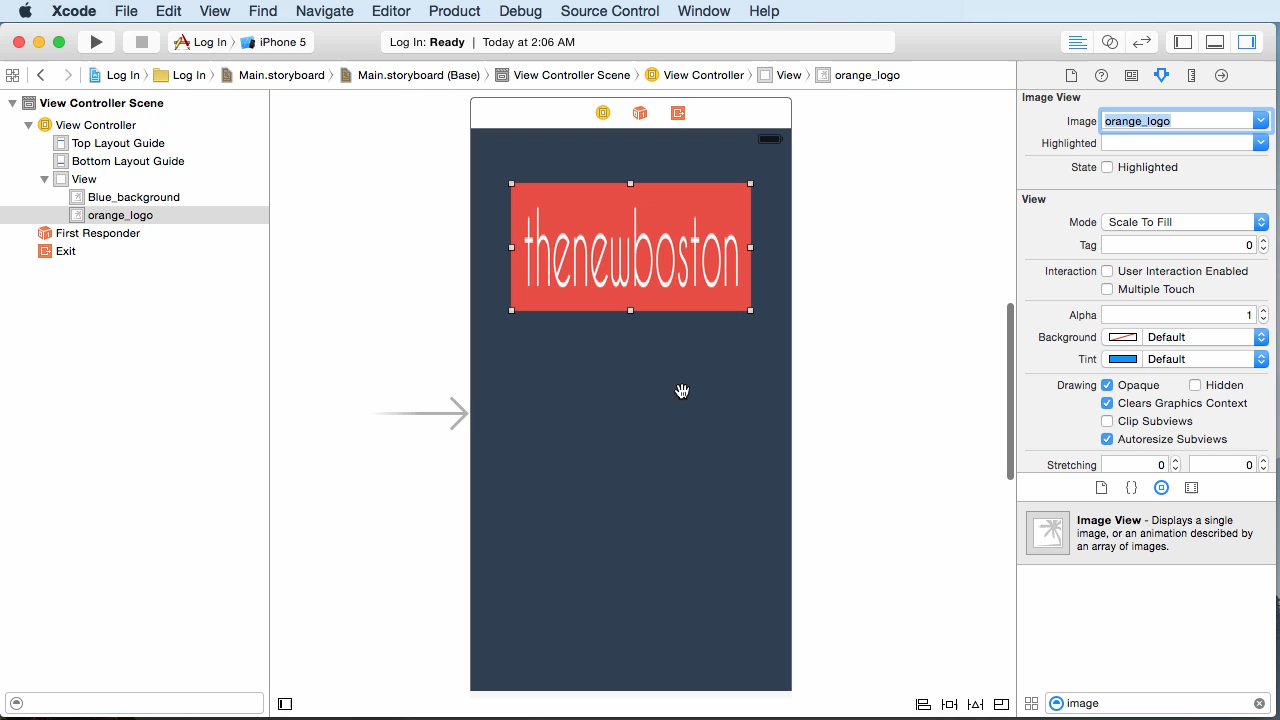 Xcode File Edit View Find Navigate Editor Product Debug Source Control Window Help
Log In iPhone 5
Log In: Ready | Today at 2:06 AM
Log In Log In Main.storyboard Main.storyboard (Base) View Controller Scene View Controller View orange_logo
View Controller Scene
View Controller
Top Layout Guide
Bottom Layout Guide
View
Blue_background
orange_logo
First Responder
Exit
thenewboston
Image View
Image orange_logo
Highlighted
State Highlighted
View
Mode Scale To Fill
Tag 0
Interaction User Interaction Enabled
Multiple Touch
Alpha 1
Background Default
Tint Default
Drawing Opaque Hidden
Clears Graphics Context
Clip Subviews
Autoresize Subviews
Stretching 0 0
Image View - Displays a single
image, or an animation described by
an array of images.
image